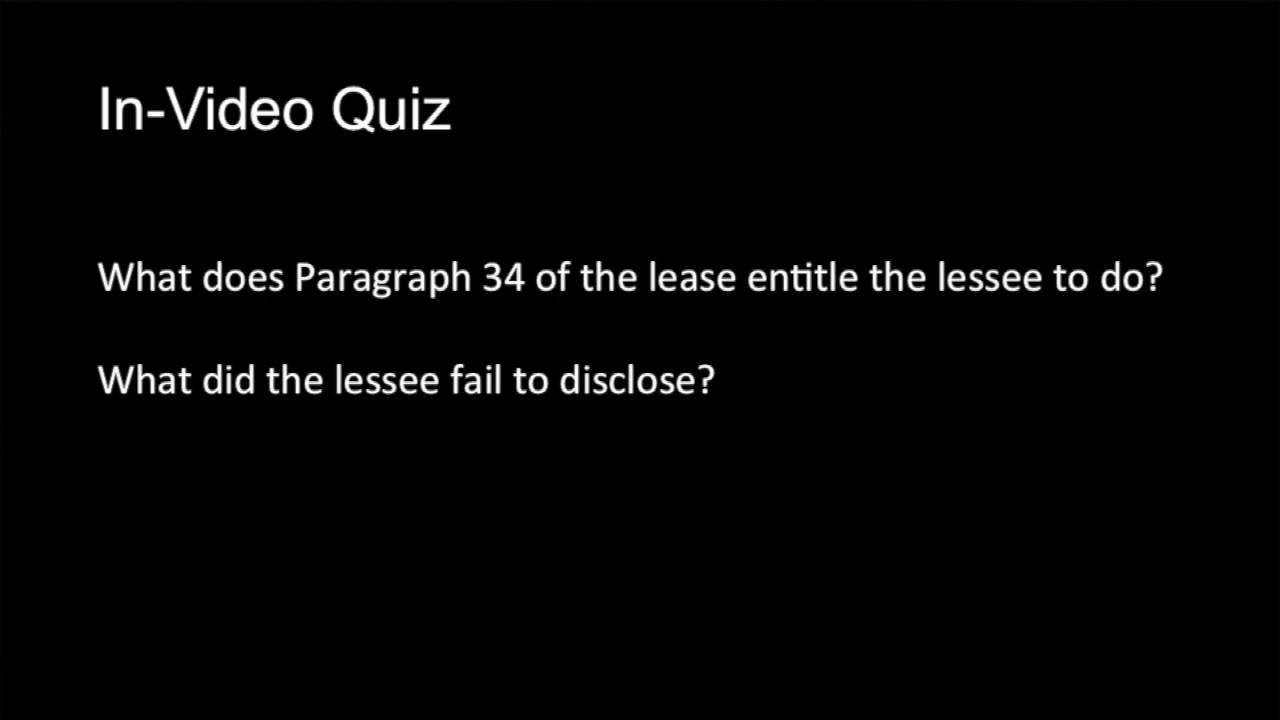 In-Video Quiz
What does Paragraph 34 of the lease entitle the lessee to do?
What did the lessee fail to disclose?